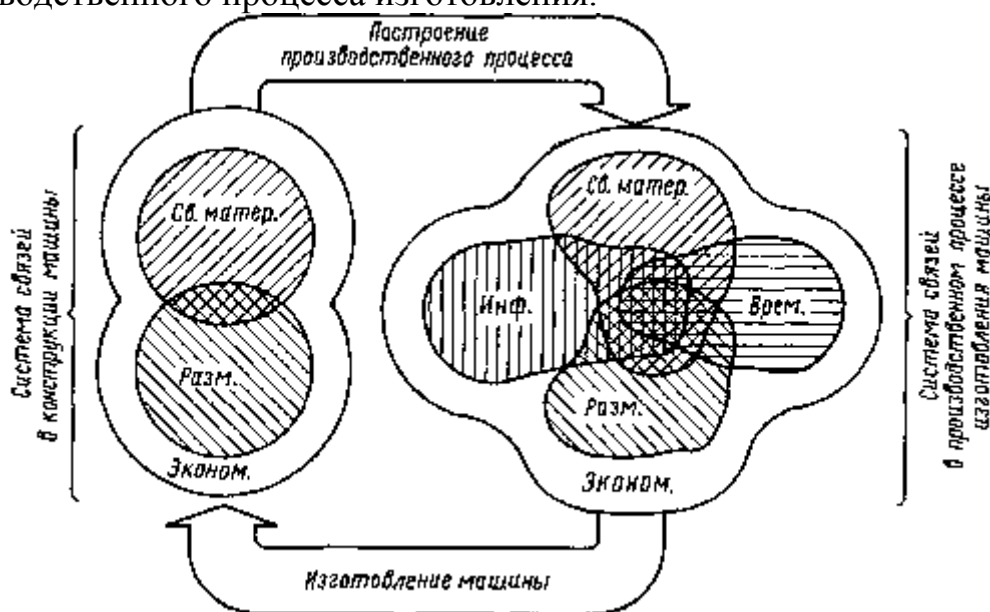 водственного процесса изготовления.
Построение
производственного процесса
Система связей
в конструкции машины
Св. матер.
Разм.
Эконом.
Св. матер.
Инф.
Врем.
Разм.
Эконом.
Система связей
в производственном процессе
изготовления машины
Изготовление машины